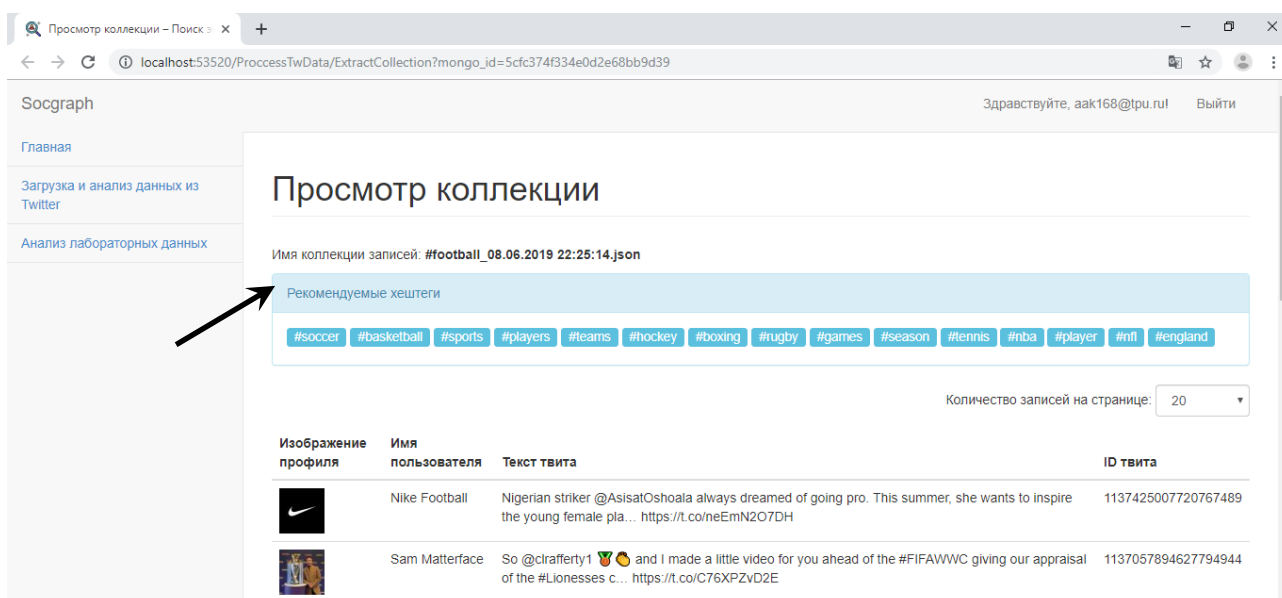 Просмотр коллекции – Поиск э
localhost:53520/ProccessTwData/ExtractCollection?mongo_id=5cfc374f334e0d2e68bb9d39
Socgraph
Здравствуйте, aak168@tpu.ru!
Выйти
Главная
Загрузка и анализ данных из
Twitter
Анализ лабораторных данных
Просмотр коллекции
Имя коллекции записей: #football_08.06.2019 22:25:14.json
Рекомендуемые хештеги
#soccer #basketball #sports #players #teams #hockey #boxing #rugby #games #season #tennis #nba #player #nfl #england
Количество записей на странице: 20
Изображение профиля
Имя пользователя
Текст твита
ID твита
Nike Football
Nigerian striker @AsisatOshoala always dreamed of going pro. This summer, she wants to inspire
the young female pla… https://t.co/neEmN2O7DH
1137425007720767489
Sam Matterface
So @clrafferty1 🏅👏 and I made a little video for you ahead of the #FIFAWWC giving our appraisal
of the #Lionesses c… https://t.co/C76XPZvD2E
1137057894627794944